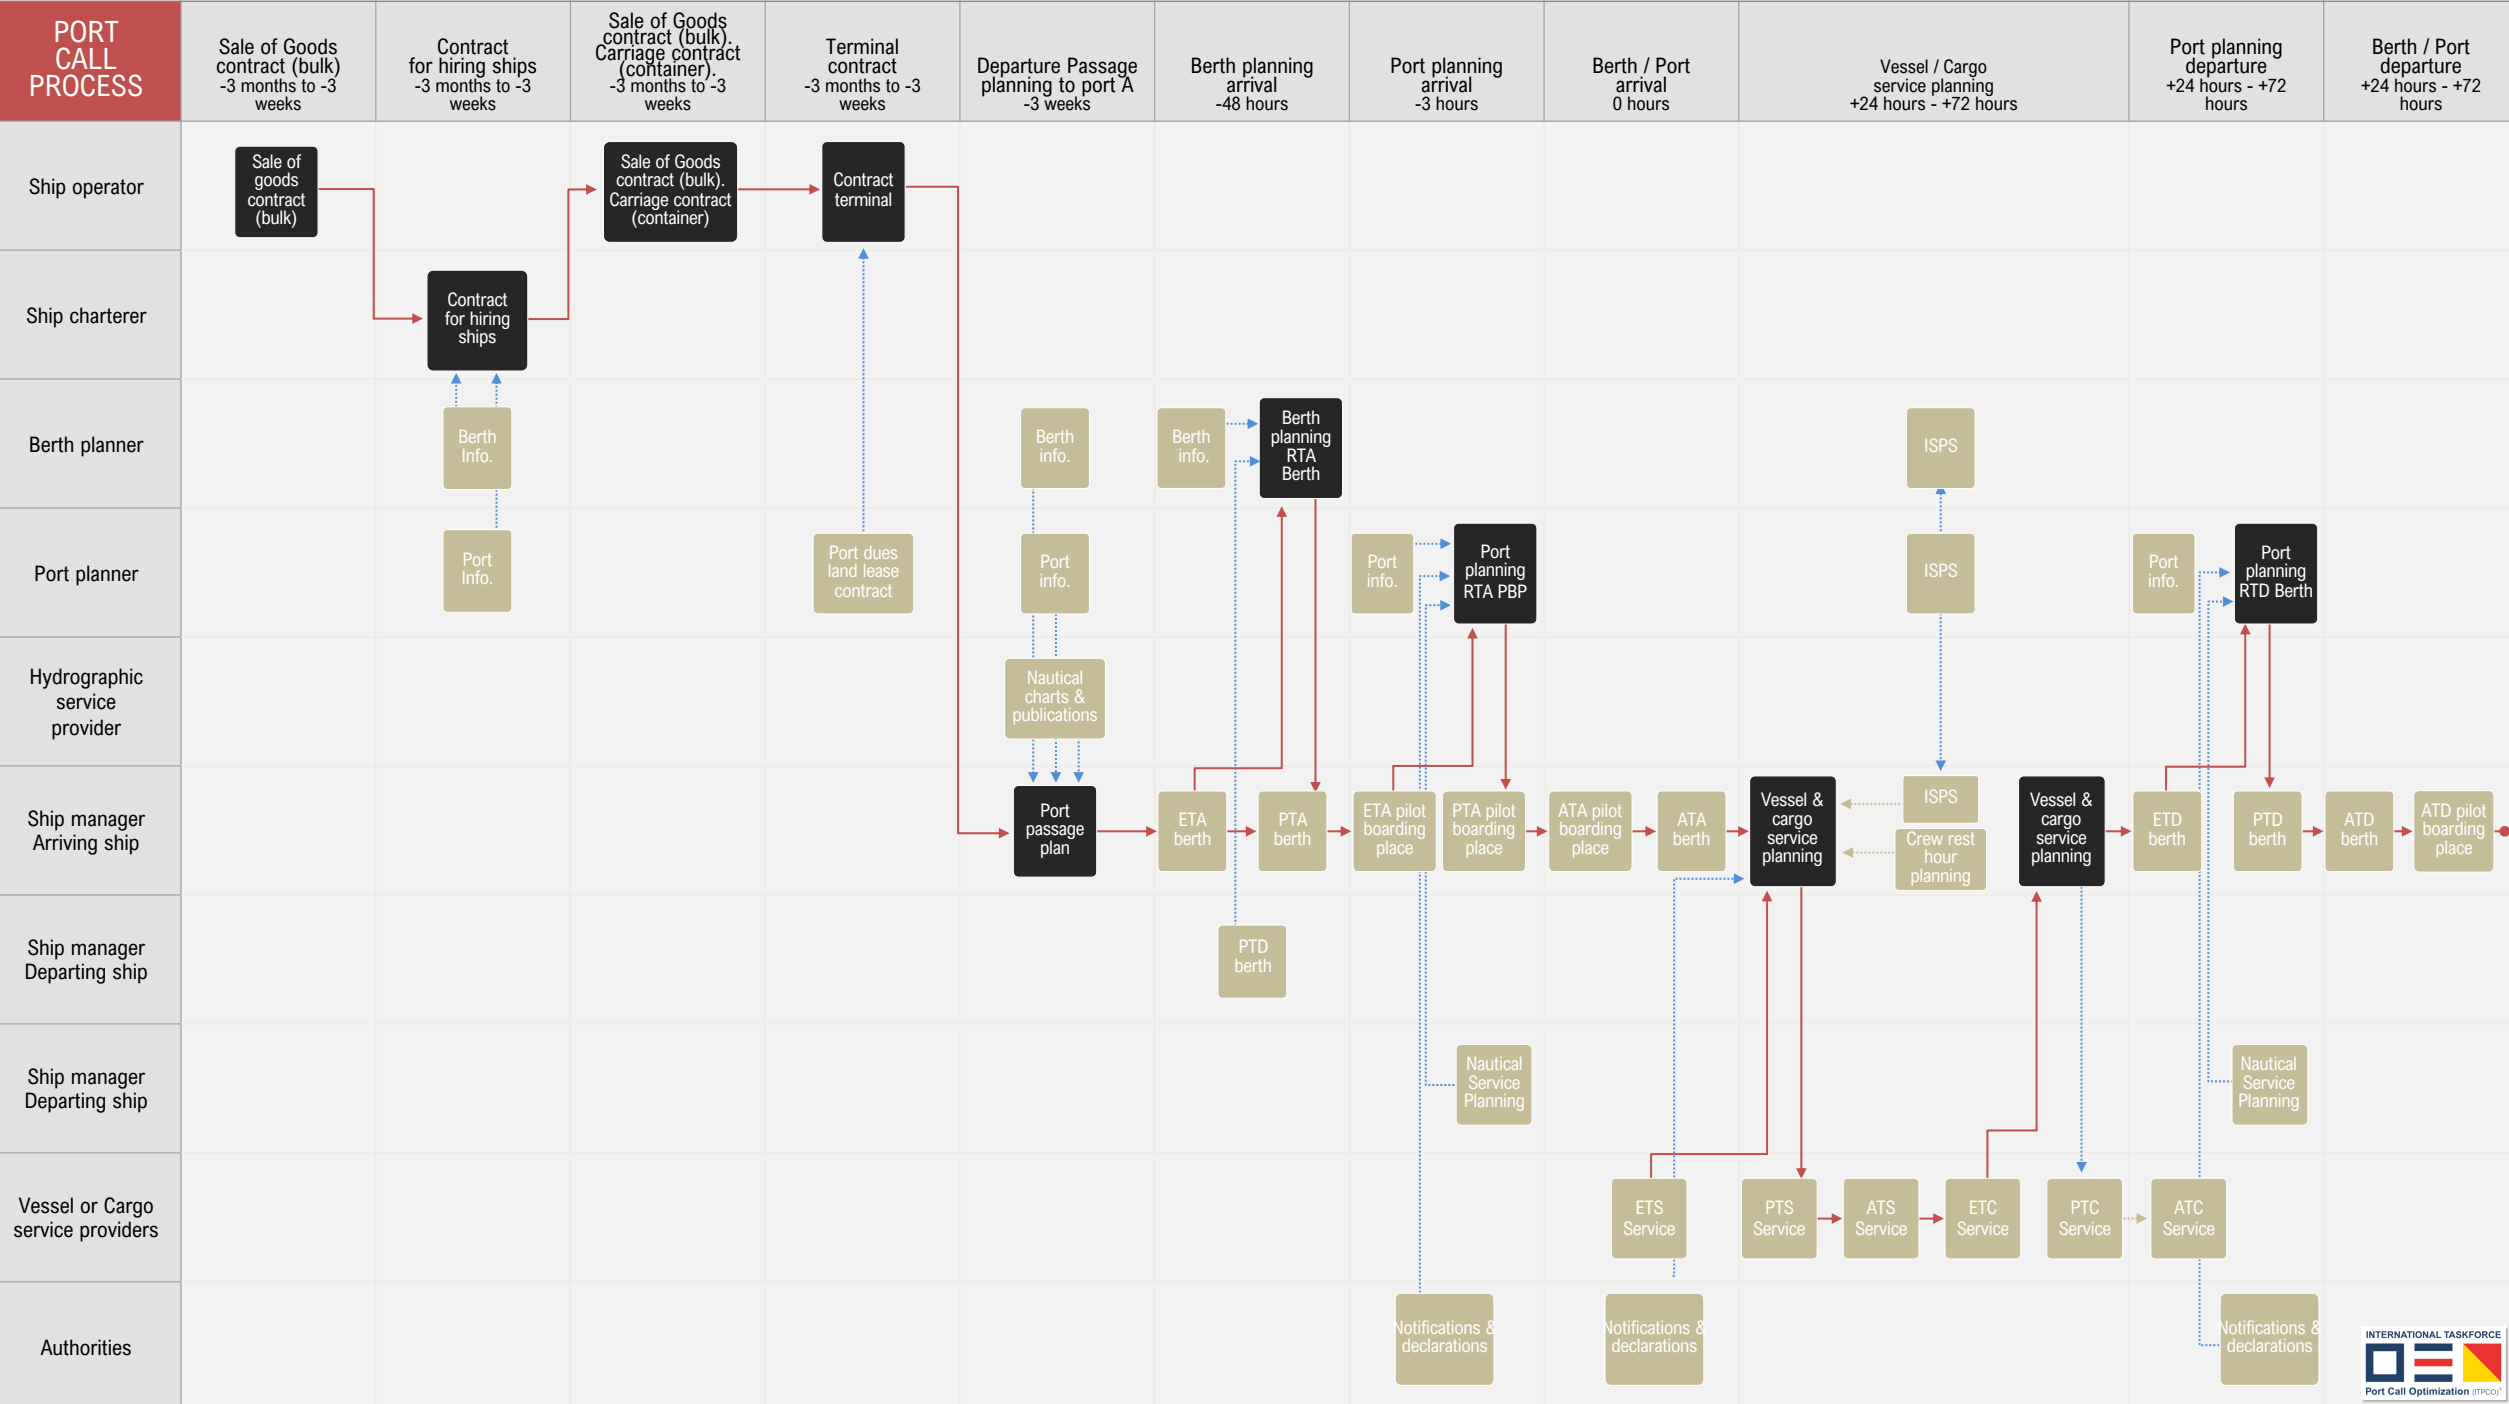 PORT
CALL
PROCESS
Sale of Goods
contract (bulk)
-3 months to -3
weeks
Contract
for hiring ships
-3 months to -3
weeks
Sale of Goods
contract (bulk).
Carriage contract
(container).
-3 months to -3
weeks
Terminal
contract
-3 months to -3
weeks
Departure Passage
planning to port A
-3 weeks
Berth planning
arrival
-48 hours
Port planning
arrival
-3 hours
Berth / Port
arrival
0 hours
Vessel / Cargo
service planning
+24 hours - +72 hours
Port planning
departure
+24 hours - +72
hours
Berth / Port
departure
+24 hours - +72
hours
Ship operator
Sale of
goods
contract
(bulk)
Sale of Goods
contract (bulk).
Carriage contract
(container)
Contract
terminal
Ship charterer
Contract
for hiring
ships
Berth planner
Berth
Info.
Berth
info.
Berth
info.
Berth
planning
RTA
Berth
ISPS
Port planner
Port
Info.
Port dues
land lease
contract
Port
info.
Port
info.
Port
planning
RTA PBP
ISPS
Port
info.
Port
planning
RTD Berth
Hydrographic
service
provider
Nautical
charts &
publications
Ship manager
Arriving ship
Port
passage
plan
ETA
berth
PTA
berth
ETA pilot
boarding
place
PTA pilot
boarding
place
ATA pilot
boarding
place
ATA
berth
Vessel &
cargo
service
planning
ISPS
Crew rest
hour
planning
Vessel &
cargo
service
planning
ETD
berth
PTD
berth
ATD
berth
ATD pilot
boarding
place
Ship manager
Departing ship
PTD
berth
Ship manager
Departing ship
Nautical
Service
Planning
Nautical
Service
Planning
Vessel or Cargo
service providers
ETS
Service
PTS
Service
ATS
Service
ETC
Service
PTC
Service
ATC
Service
Authorities
Notifications &
declarations
Notifications &
declarations
Notifications &
declarations
INTERNATIONAL TASKFORCE
Port Call Optimization (ITPCO)